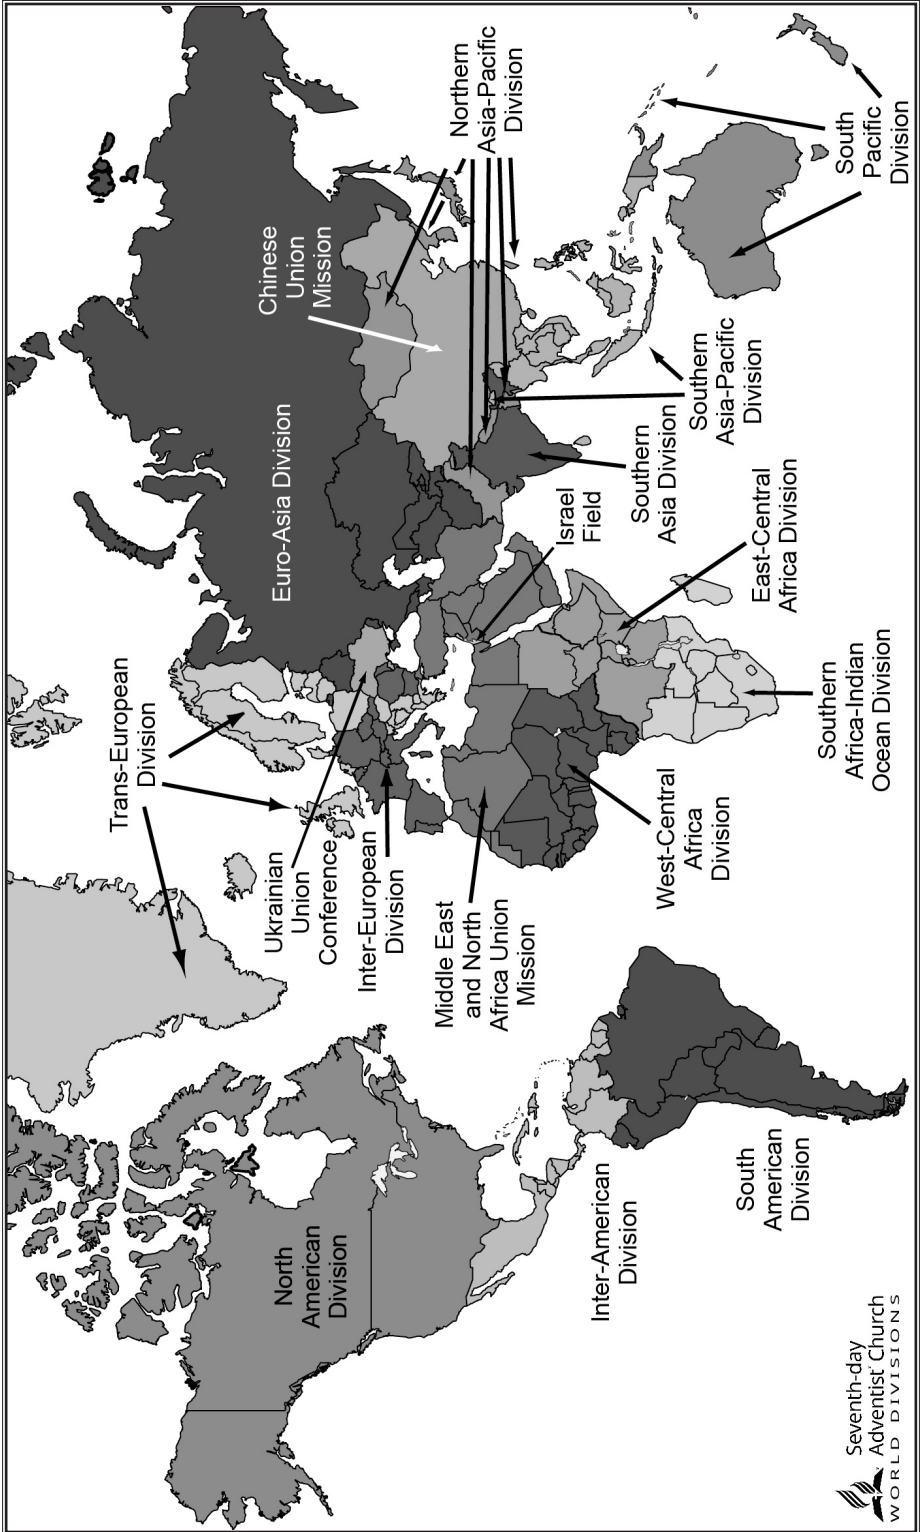 Trans-European
Division
Euro-Asia Division
Chinese
Union
Mission
Northern
Asia-Pacific
Division
North
American
Division
Ukrainian
Union
Conference
Inter-European
Division
Middle East
and North
Africa Union
Mission
Israel
Field
Southern
Asia Division
Southern
Asia-Pacific
Division
South
Pacific
Division
Inter-American
Division
West-Central
Africa
Division
East-Central
Africa Division
South
American
Division
Southern
Africa-Indian
Ocean Division
Seventh-day
Adventist Church
WORLD DIVISIONS